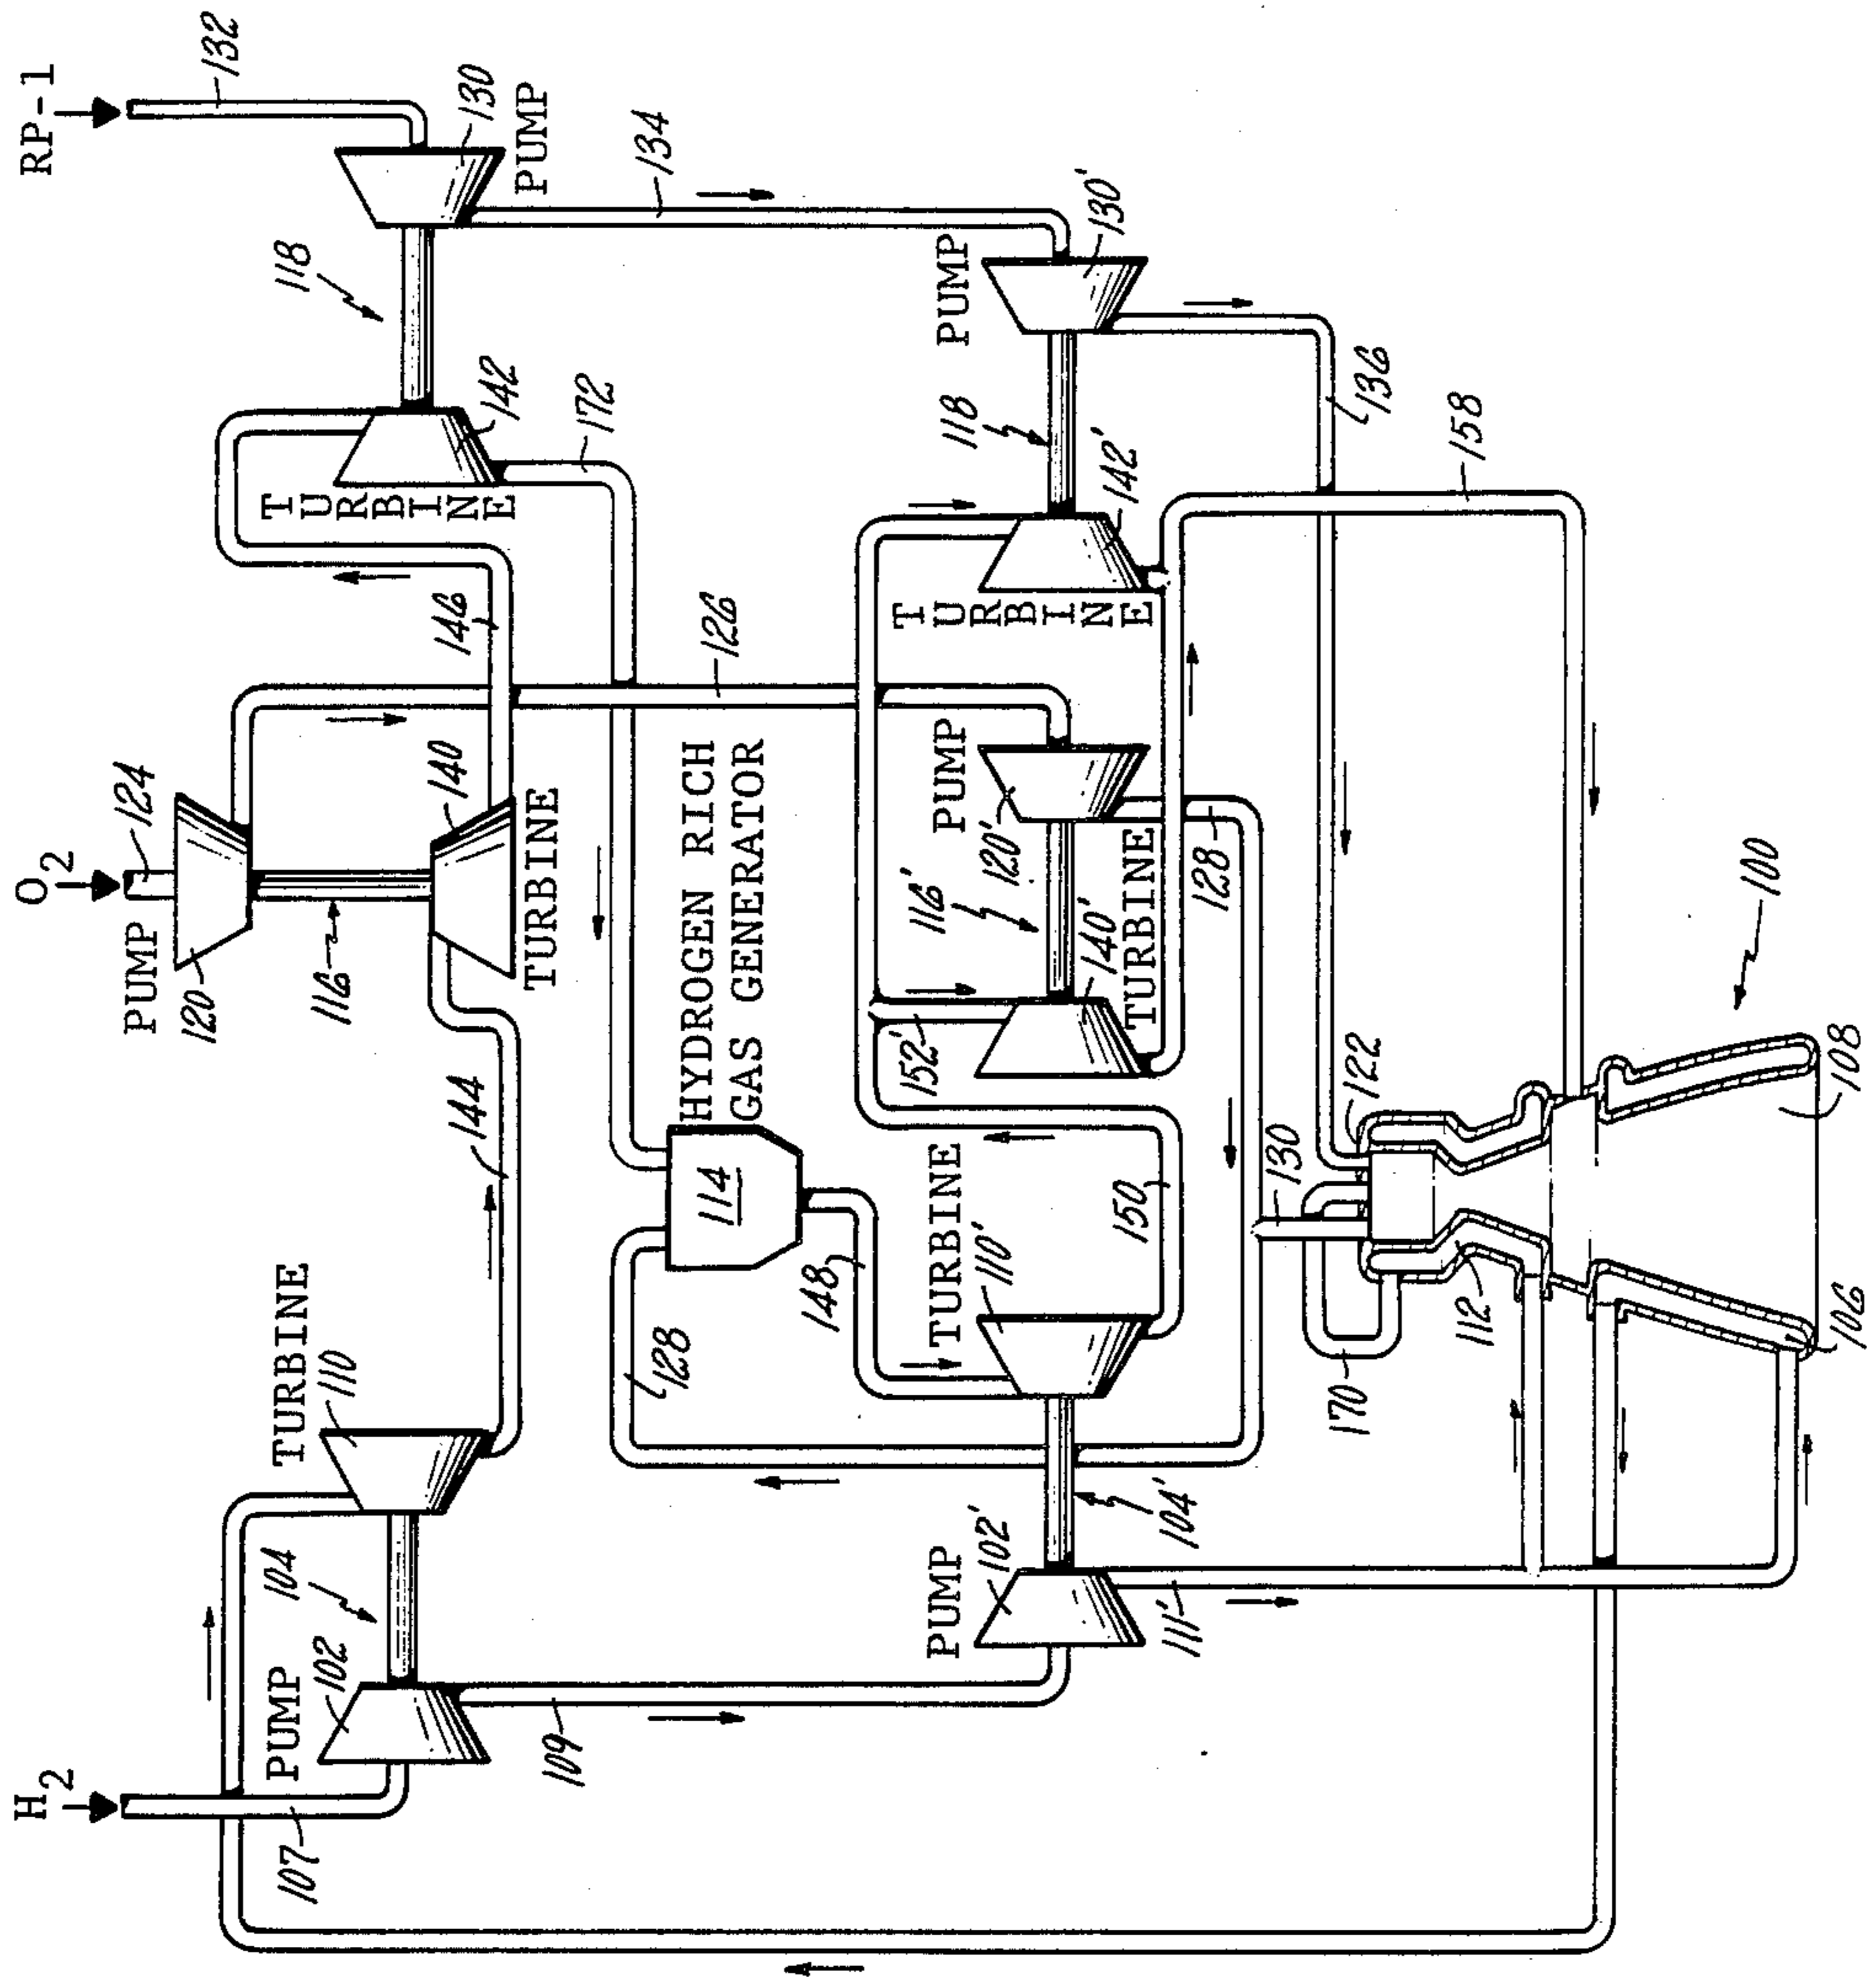 H2
O2
RP-1
107
PUMP
102
104
TURBINE
110
144
109
PUMP
124
120
116
140
TURBINE
146
TURBINE
142
118
132
130
PUMP
172
134
126
HYDROGEN RICH
GAS GENERATOR
114
128
148
TURBINE
110'
150
PUMP
102'
104'
111'
152'
116'
140'
TURBINE
PUMP
120'
128
TURBINE
142'
118
PUMP
130'
136
158
130
122
170
112
106
108
100